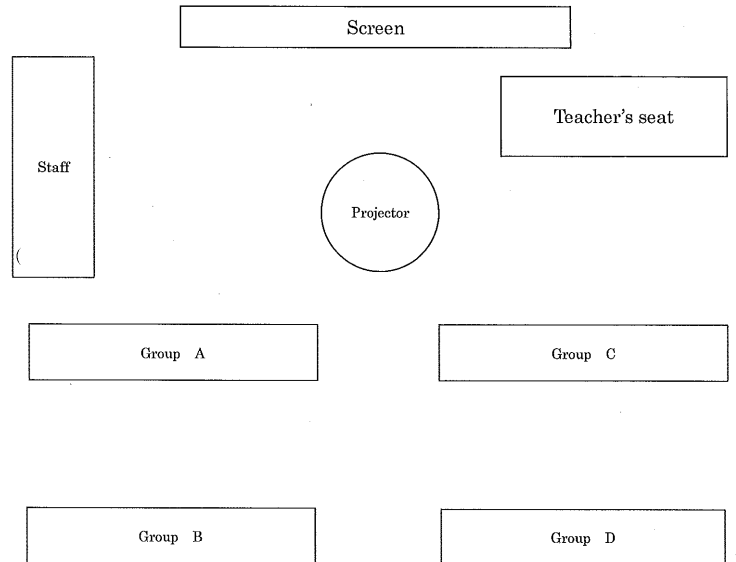 Screen
Teacher's seat
Staff
Projector
(
Group A
Group C
Group B
Group D